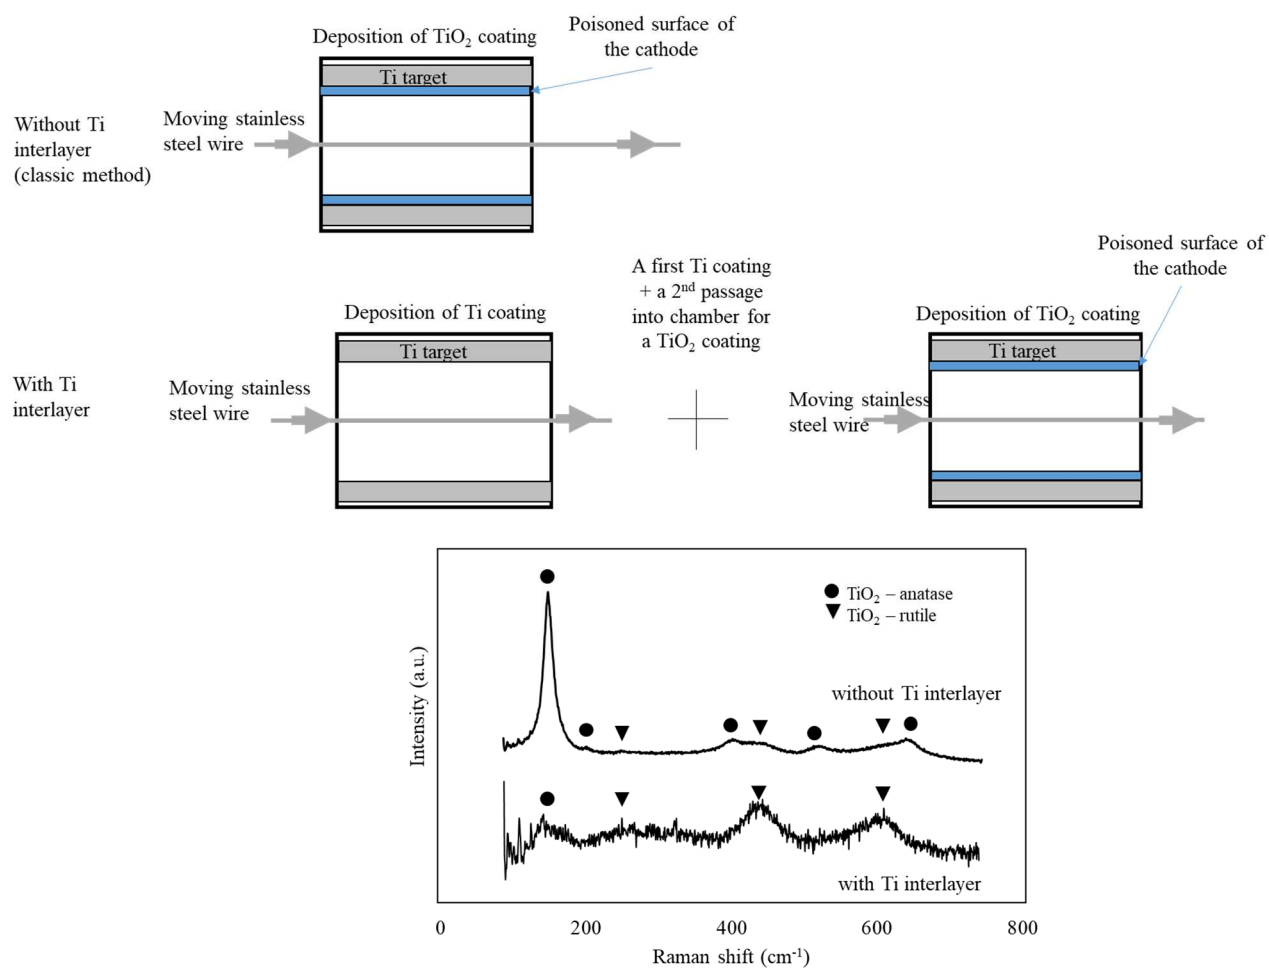 Deposition of TiO₂ coating
Poisoned surface of
the cathode
Ti target
Without Ti
interlayer
(classic method)
Moving stainless
steel wire
A first Ti coating
+ a 2ⁿᵈ passage
into chamber for
a TiO₂ coating
Poisoned surface of
the cathode
Deposition of Ti coating
Deposition of TiO₂ coating
Ti target
Ti target
With Ti
interlayer
Moving stainless
steel wire
Moving stainless
steel wire
TiO₂ – anatase
TiO₂ – rutile
without Ti interlayer
with Ti interlayer
Intensity (a.u.)
0 200 400 600 800
Raman shift (cm⁻¹)